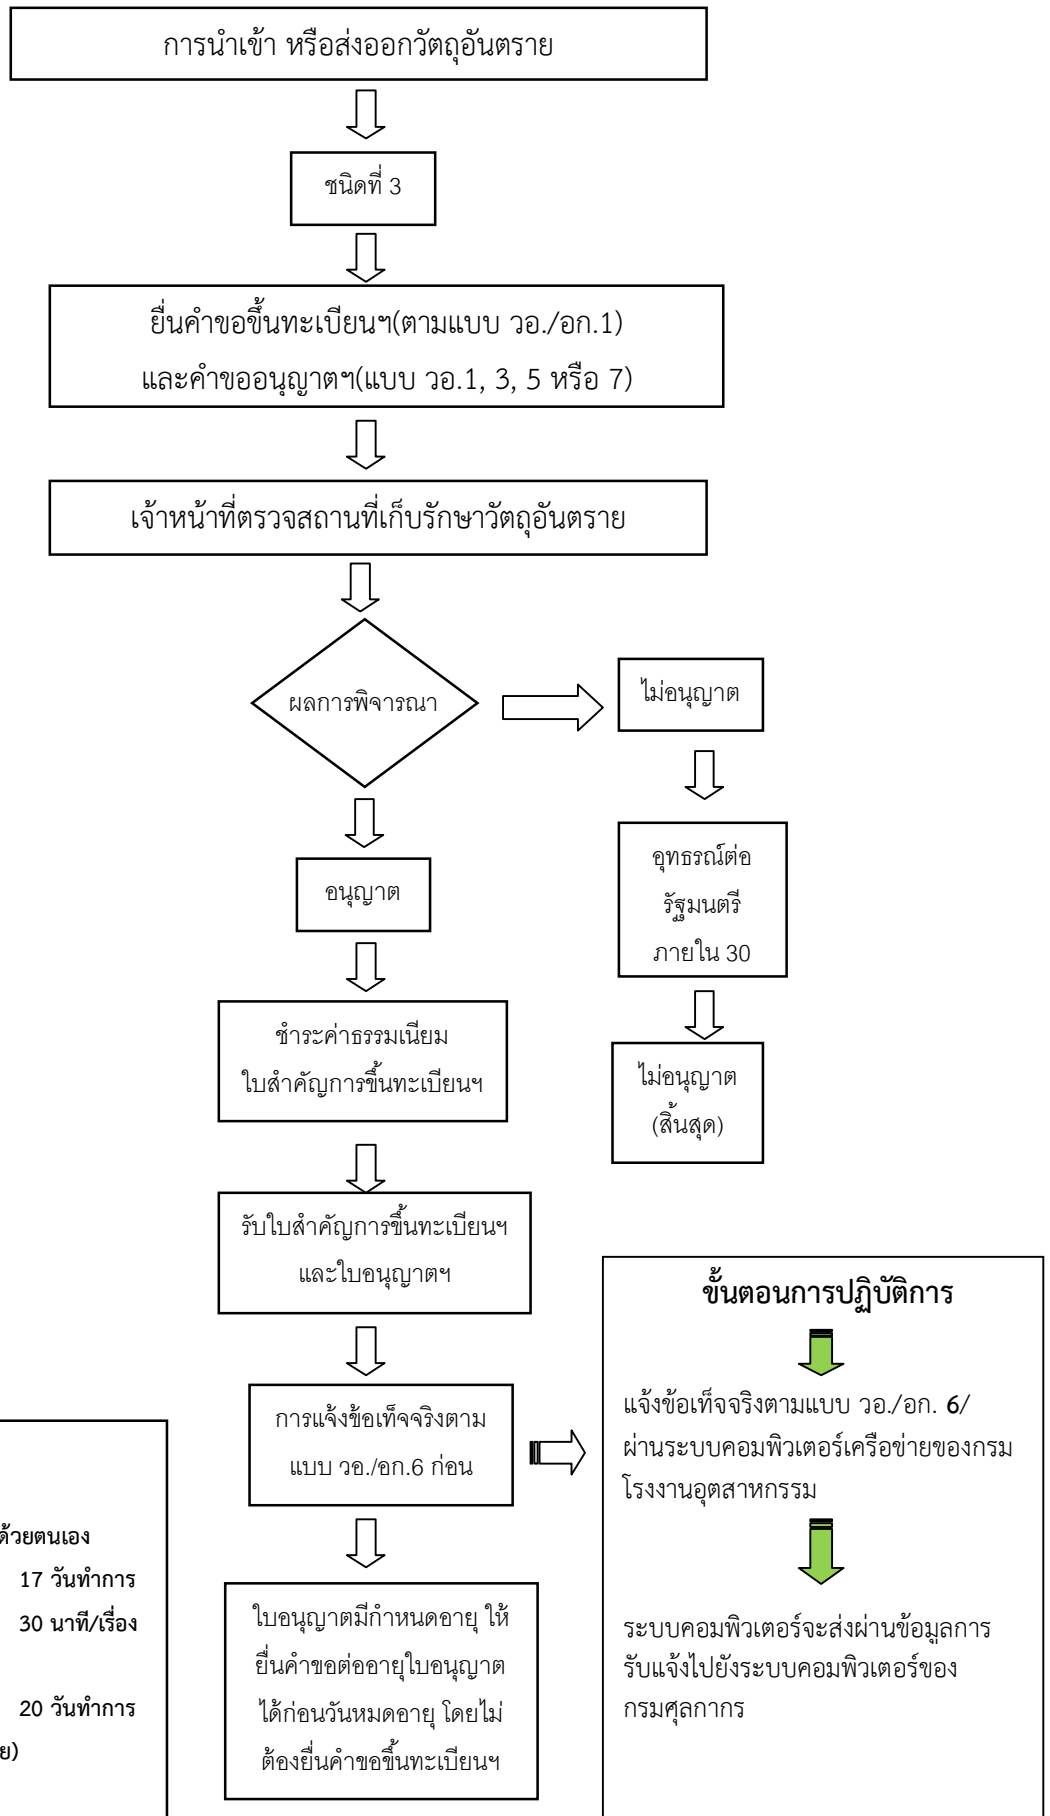 การนำเข้า หรือส่งออกวัตถุอันตราย
ชนิดที่ 3
ยื่นคำขอขึ้นทะเบียนฯ(ตามแบบ วอ./อก.1)
และคำขออนุญาตฯ(แบบ วอ.1, 3, 5 หรือ 7)
เจ้าหน้าที่ตรวจสถานที่เก็บรักษาวัตถุอันตราย
ผลการพิจารณา
ไม่อนุญาต
อุทธรณ์ต่อ
รัฐมนตรี
ภายใน 30
ไม่อนุญาต
(สิ้นสุด)
อนุญาต
ชำระค่าธรรมเนียม
ใบสำคัญการขึ้นทะเบียนฯ
รับใบสำคัญการขึ้นทะเบียนฯ
และใบอนุญาตฯ
การแจ้งข้อเท็จจริงตาม
แบบ วอ./อก.6 ก่อน
ใบอนุญาตมีกำหนดอายุ ให้
ยื่นคำขอต่ออายุใบอนุญาต
ได้ก่อนวันหมดอายุ โดยไม่
ต้องยื่นคำขอขึ้นทะเบียนฯ
ขั้นตอนการปฏิบัติการ
แจ้งข้อเท็จจริงตามแบบ วอ./อก. 6/
ผ่านระบบคอมพิวเตอร์เครือข่ายของกรม
โรงงานอุตสาหกรรม
ระบบคอมพิวเตอร์จะส่งผ่านข้อมูลการ
รับแจ้งไปยังระบบคอมพิวเตอร์ของ
กรมศุลกากร
ด้วยตนเอง
17 วันทำการ
30 นาที/เรื่อง
20 วันทำการ
ย)